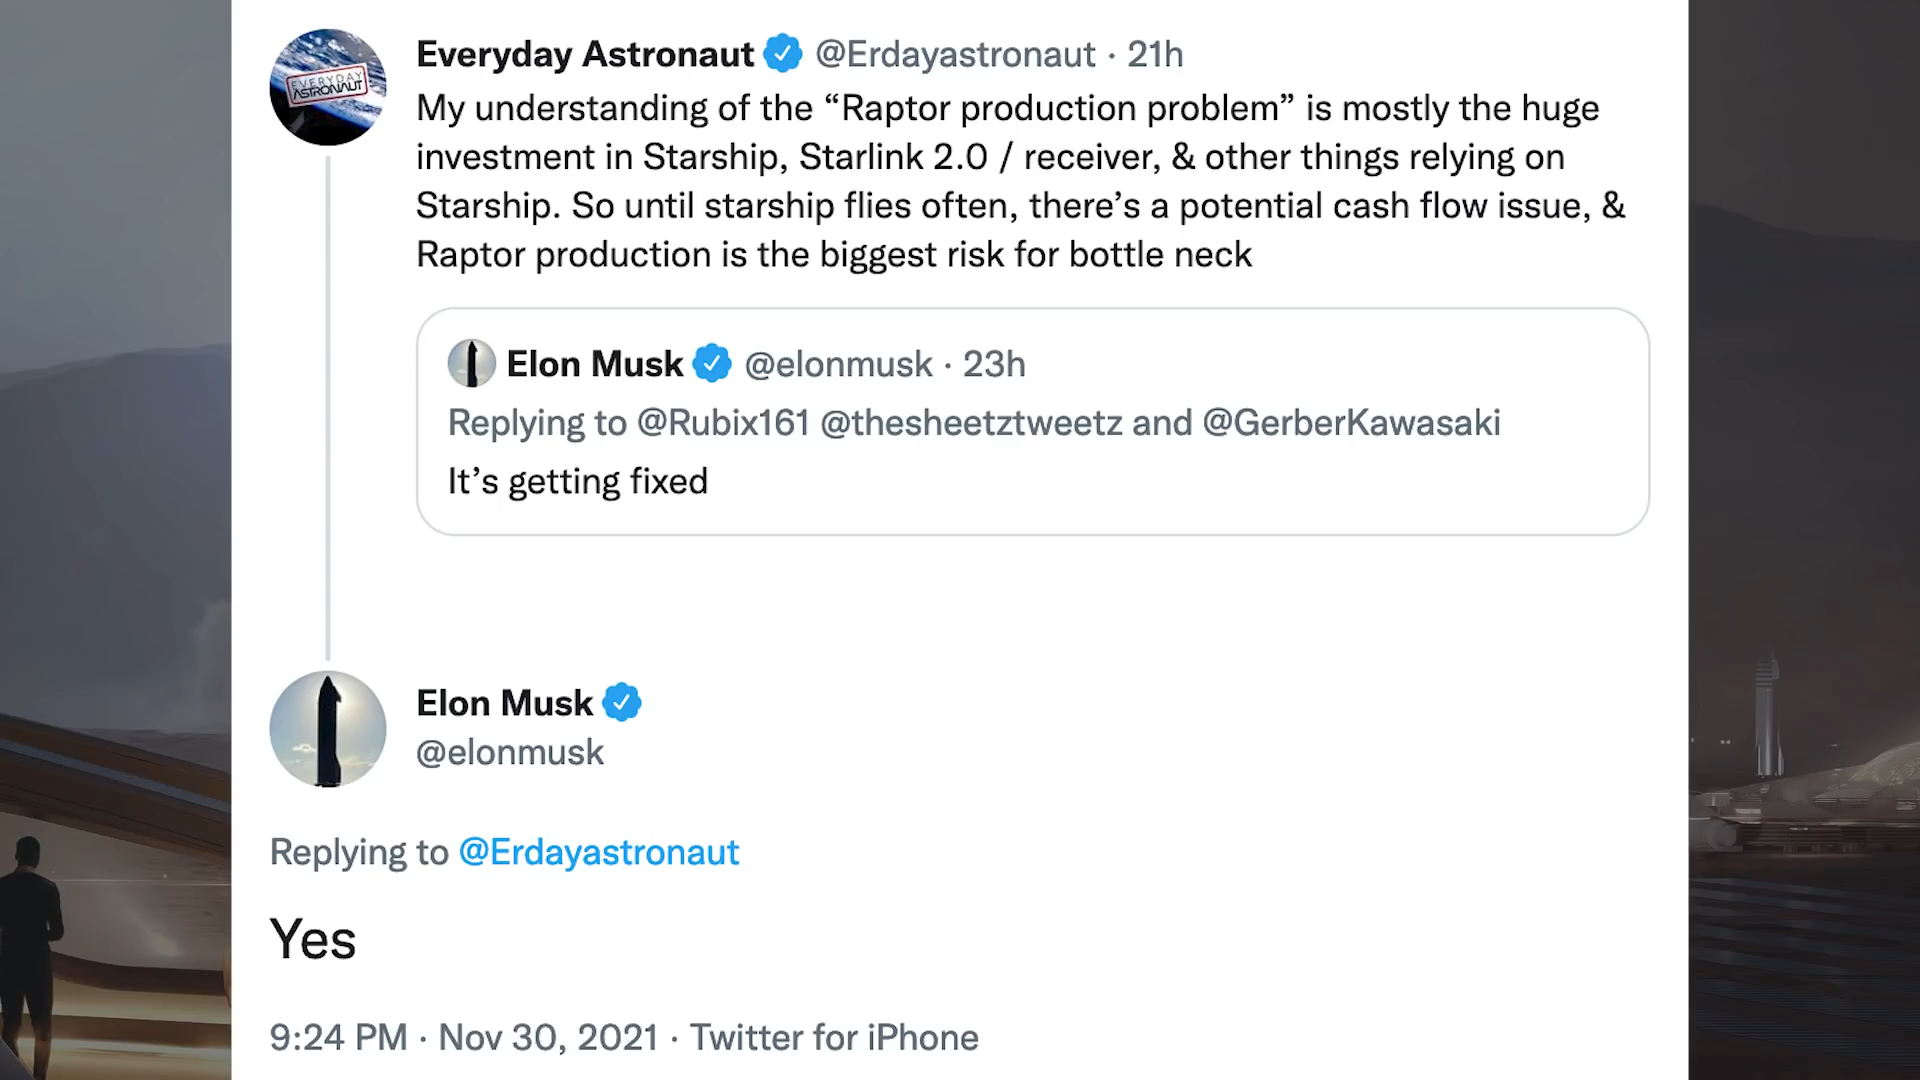 EVERYDAY
ASTRONAUT
Everyday Astronaut @Erdayastronaut · 21h
My understanding of the “Raptor production problem” is mostly the huge
investment in Starship, Starlink 2.0 / receiver, & other things relying on
Starship. So until starship flies often, there’s a potential cash flow issue, &
Raptor production is the biggest risk for bottle neck
Elon Musk @elonmusk · 23h
Replying to @Rubix161 @thesheetztweetz and @GerberKawasaki
It’s getting fixed
Elon Musk
@elonmusk
Replying to @Erdayastronaut
Yes
9:24 PM · Nov 30, 2021 · Twitter for iPhone